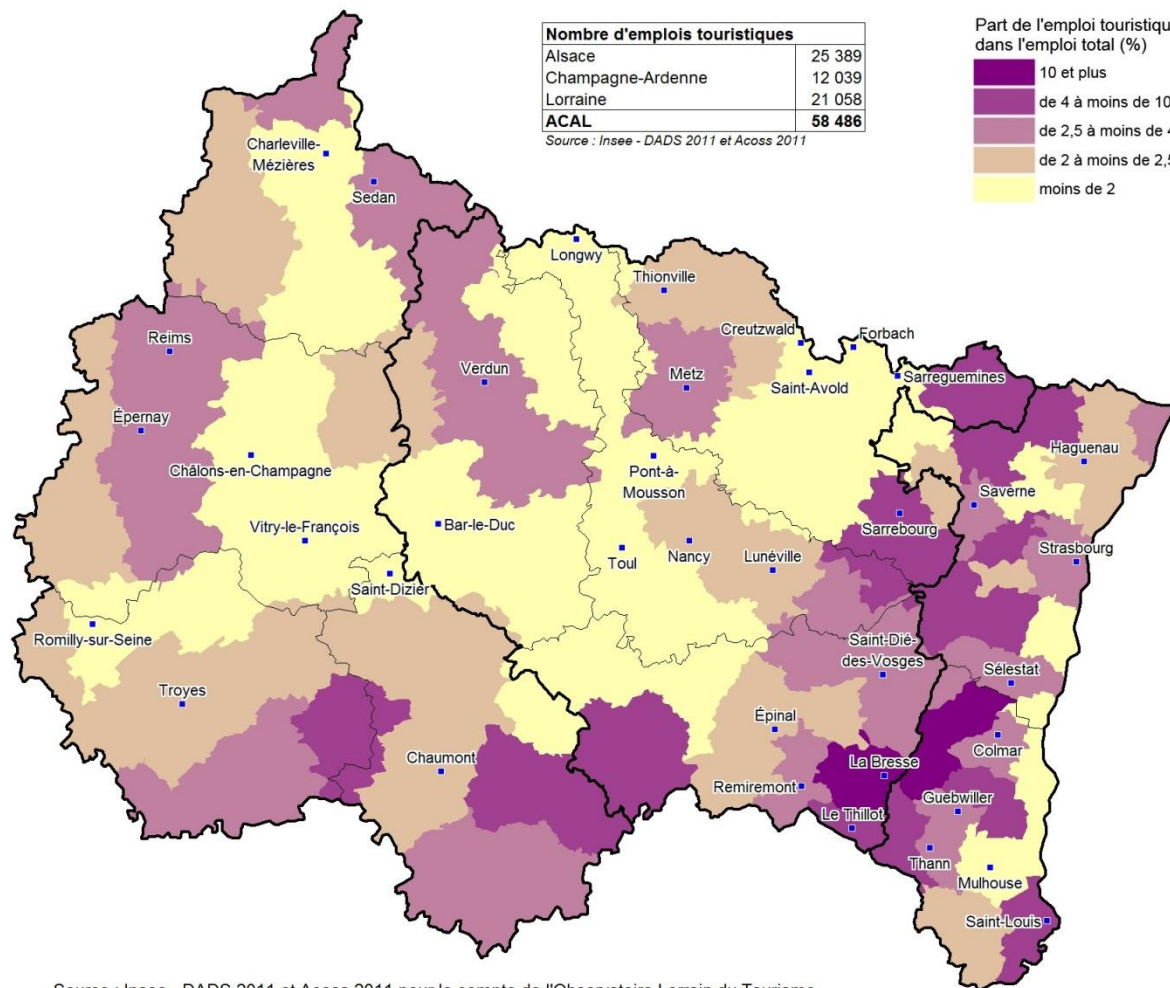 Nombre d'emplois touristiques
Alsace 25 389
Champagne-Ardenne 12 039
Lorraine 21 058
ACAL 58 486
Source : Insee - DADS 2011 et Acoss 2011
Part de l'emploi touristiqu
dans l'emploi total (%)
10 et plus
de 4 à moins de 10
de 2,5 à moins de 4
de 2 à moins de 2,5
moins de 2
Charleville-
Mézières
Sedan
Longwy
Thionville
Creutzwald
Forbach
Reims
Verdun
Metz
Saint-Avold
Sarreguemines
Épernay
Haguenau
Châlons-en-Champagne
Pont-à-
Mousson
Saverne
Vitry-le-François
Bar-le-Duc
Sarrebourg
Toul
Nancy
Lunéville
Strasbourg
Saint-Dizier
Romilly-sur-Seine
Saint-Dié-
des-Vosges
Sélestat
Troyes
Épinal
Colmar
Chaumont
La Bresse
Remiremont
Guebwiller
Le Thillot
Thann
Mulhouse
Saint-Louis